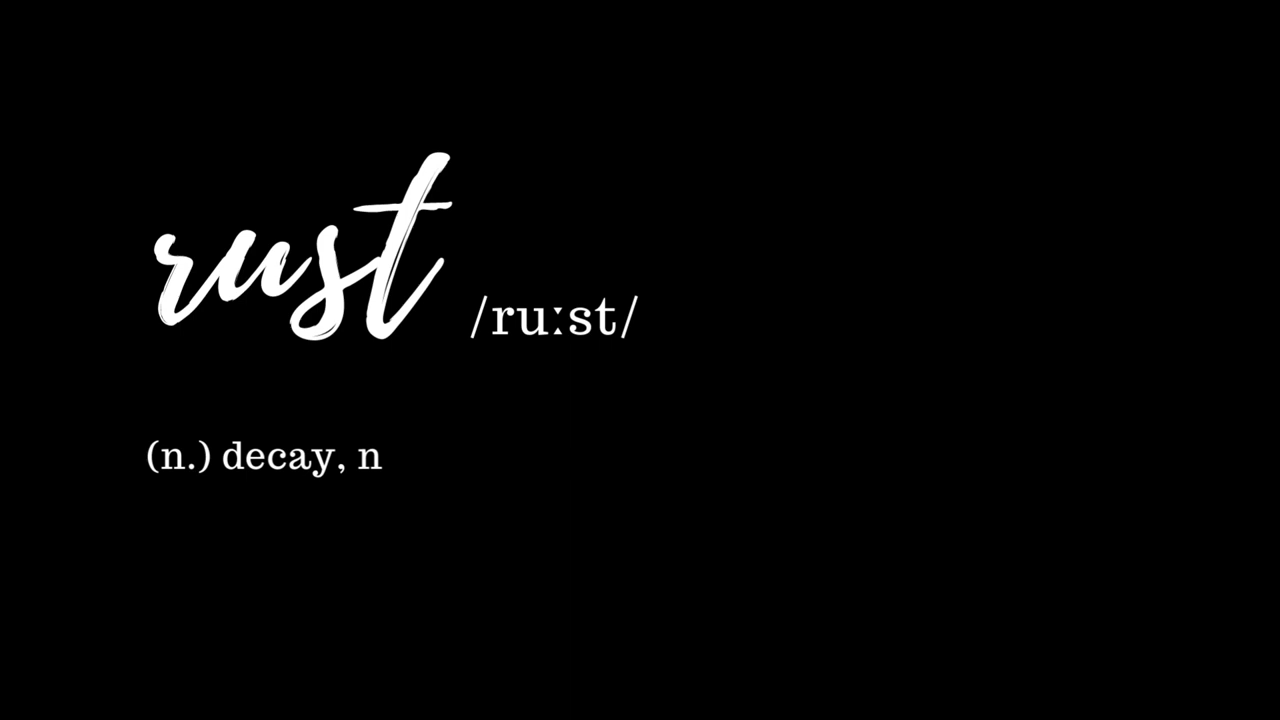 rust /ruːst/
(n.) decay, n